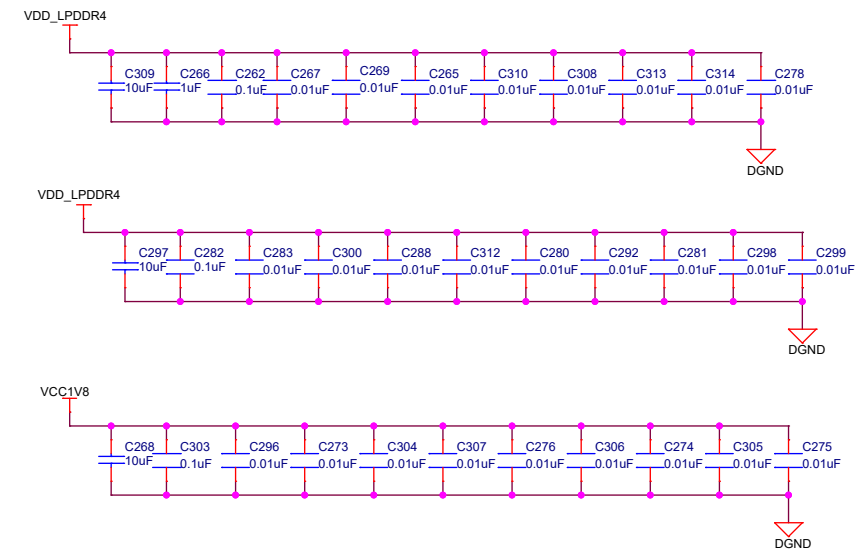 VDD_LPDDR4
C309 C266 C262 C267 C269 C265 C310 C308 C313 C314 C278
10uF 1uF 0.1uF 0.01uF 0.01uF 0.01uF 0.01uF 0.01uF 0.01uF 0.01uF 0.01uF
DGND
VDD_LPDDR4
C297 C282 C283 C300 C288 C312 C280 C292 C281 C298 C299
10uF 0.1uF 0.01uF 0.01uF 0.01uF 0.01uF 0.01uF 0.01uF 0.01uF 0.01uF 0.01uF
DGND
VCC1V8
C268 C303 C296 C273 C304 C307 C276 C306 C274 C305 C275
10uF 0.1uF 0.01uF 0.01uF 0.01uF 0.01uF 0.01uF 0.01uF 0.01uF 0.01uF 0.01uF
DGND